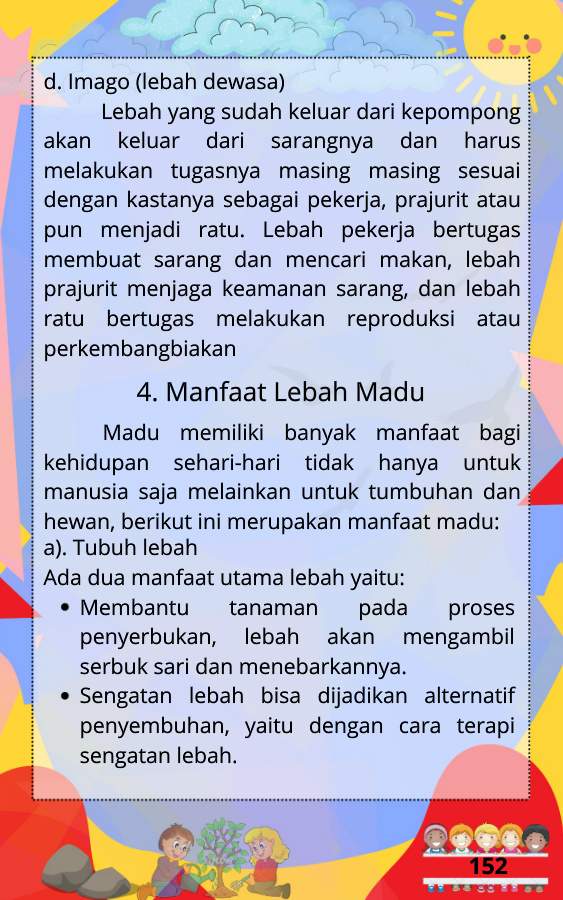 d. Imago (lebah dewasa)
Lebah yang sudah keluar dari kepompong
akan keluar dari sarangnya dan harus
melakukan tugasnya masing masing sesuai
dengan kastanya sebagai pekerja, prajurit atau
pun menjadi ratu. Lebah pekerja bertugas
membuat sarang dan mencari makan, lebah
prajurit menjaga keamanan sarang, dan lebah
ratu bertugas melakukan reproduksi atau
perkembangbiakan
4. Manfaat Lebah Madu
Madu memiliki banyak manfaat bagi
kehidupan sehari-hari tidak hanya untuk
manusia saja melainkan untuk tumbuhan dan
hewan, berikut ini merupakan manfaat madu:
a). Tubuh lebah
Ada dua manfaat utama lebah yaitu:
• Membantu tanaman pada proses
penyerbukan, lebah akan mengambil
serbuk sari dan menebarkannya.
• Sengatan lebah bisa dijadikan alternatif
penyembuhan, yaitu dengan cara terapi
sengatan lebah.
152